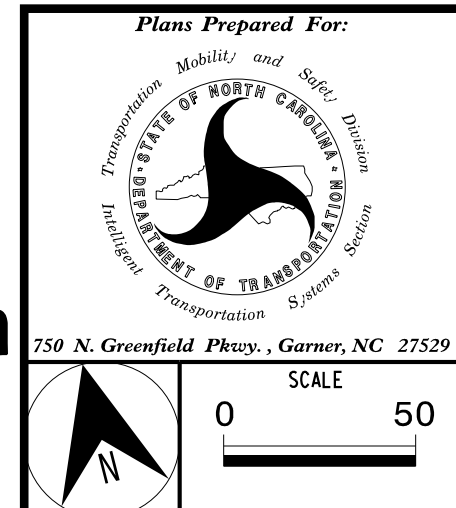 Plans Prepared For:
Transportation Mobility and Safety Division
STATE OF NORTH CAROLINA
DEPARTMENT OF TRANSPORTATION
Intelligent Transportation Systems Section
750 N. Greenfield Pkwy., Garner, NC 27529
SCALE
0 50
N